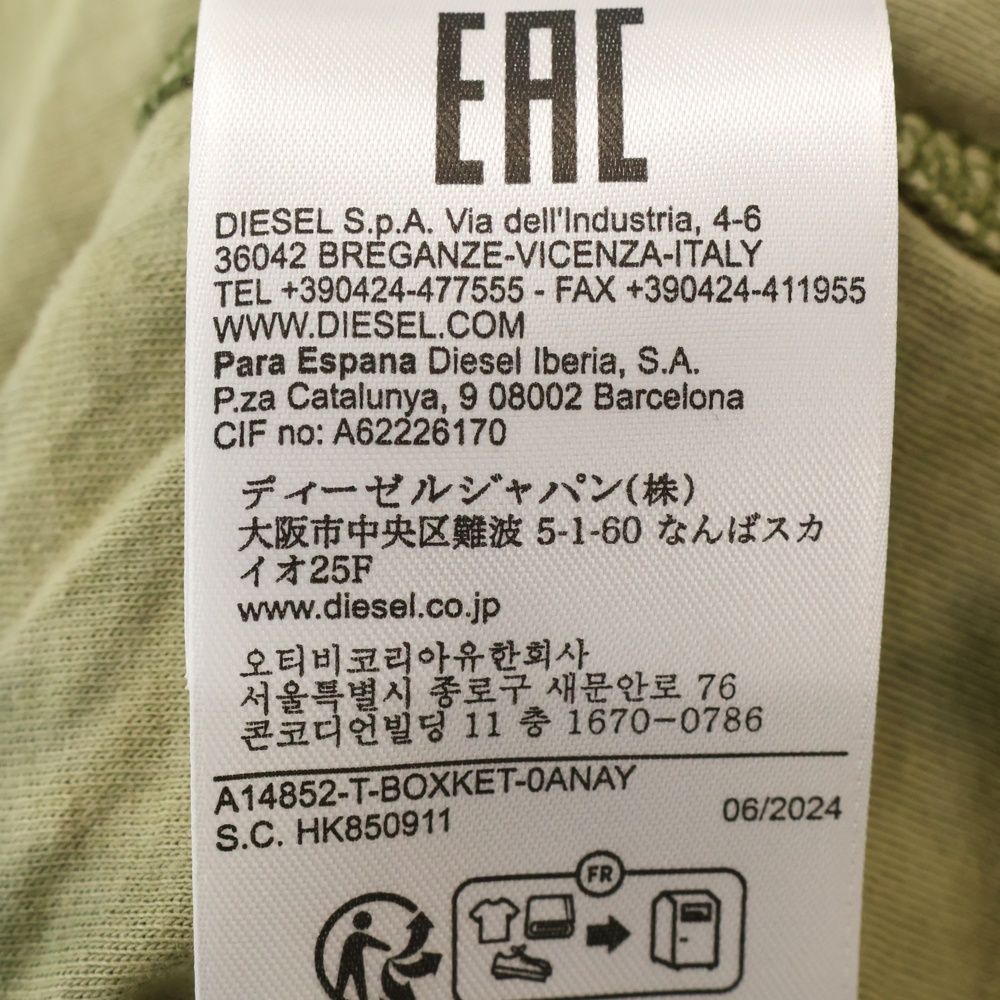 EAC
DIESEL S.p.A. Via dell'Industria, 4-6
36042 BREGANZE-VICENZA-ITALY
TEL +390424-477555 - FAX +390424-411955
WWW.DIESEL.COM
Para Espana Diesel Iberia, S.A.
P.za Catalunya, 9 08002 Barcelona
CIF no: A62226170
ディーゼルジャパン(株)
大阪市中央区難波 5-1-60 なんばスカ
イオ25F
www.diesel.co.jp
오티비코리아유한회사
서울특별시 종로구 새문안로 76
콘코디언빌딩 11 층 1670-0786
A14852-T-BOXKET-0ANAY
S.C. HK850911
06/2024
FR